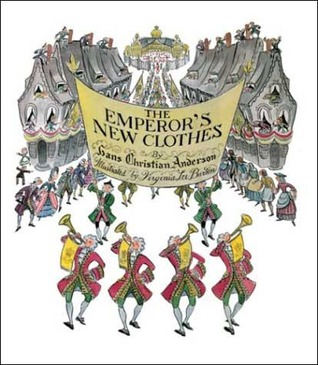 THE
EMPEROR'S
NEW CLOTHES
By
Hans Christian Anderson
Illustrated by Virginia Lee Burton